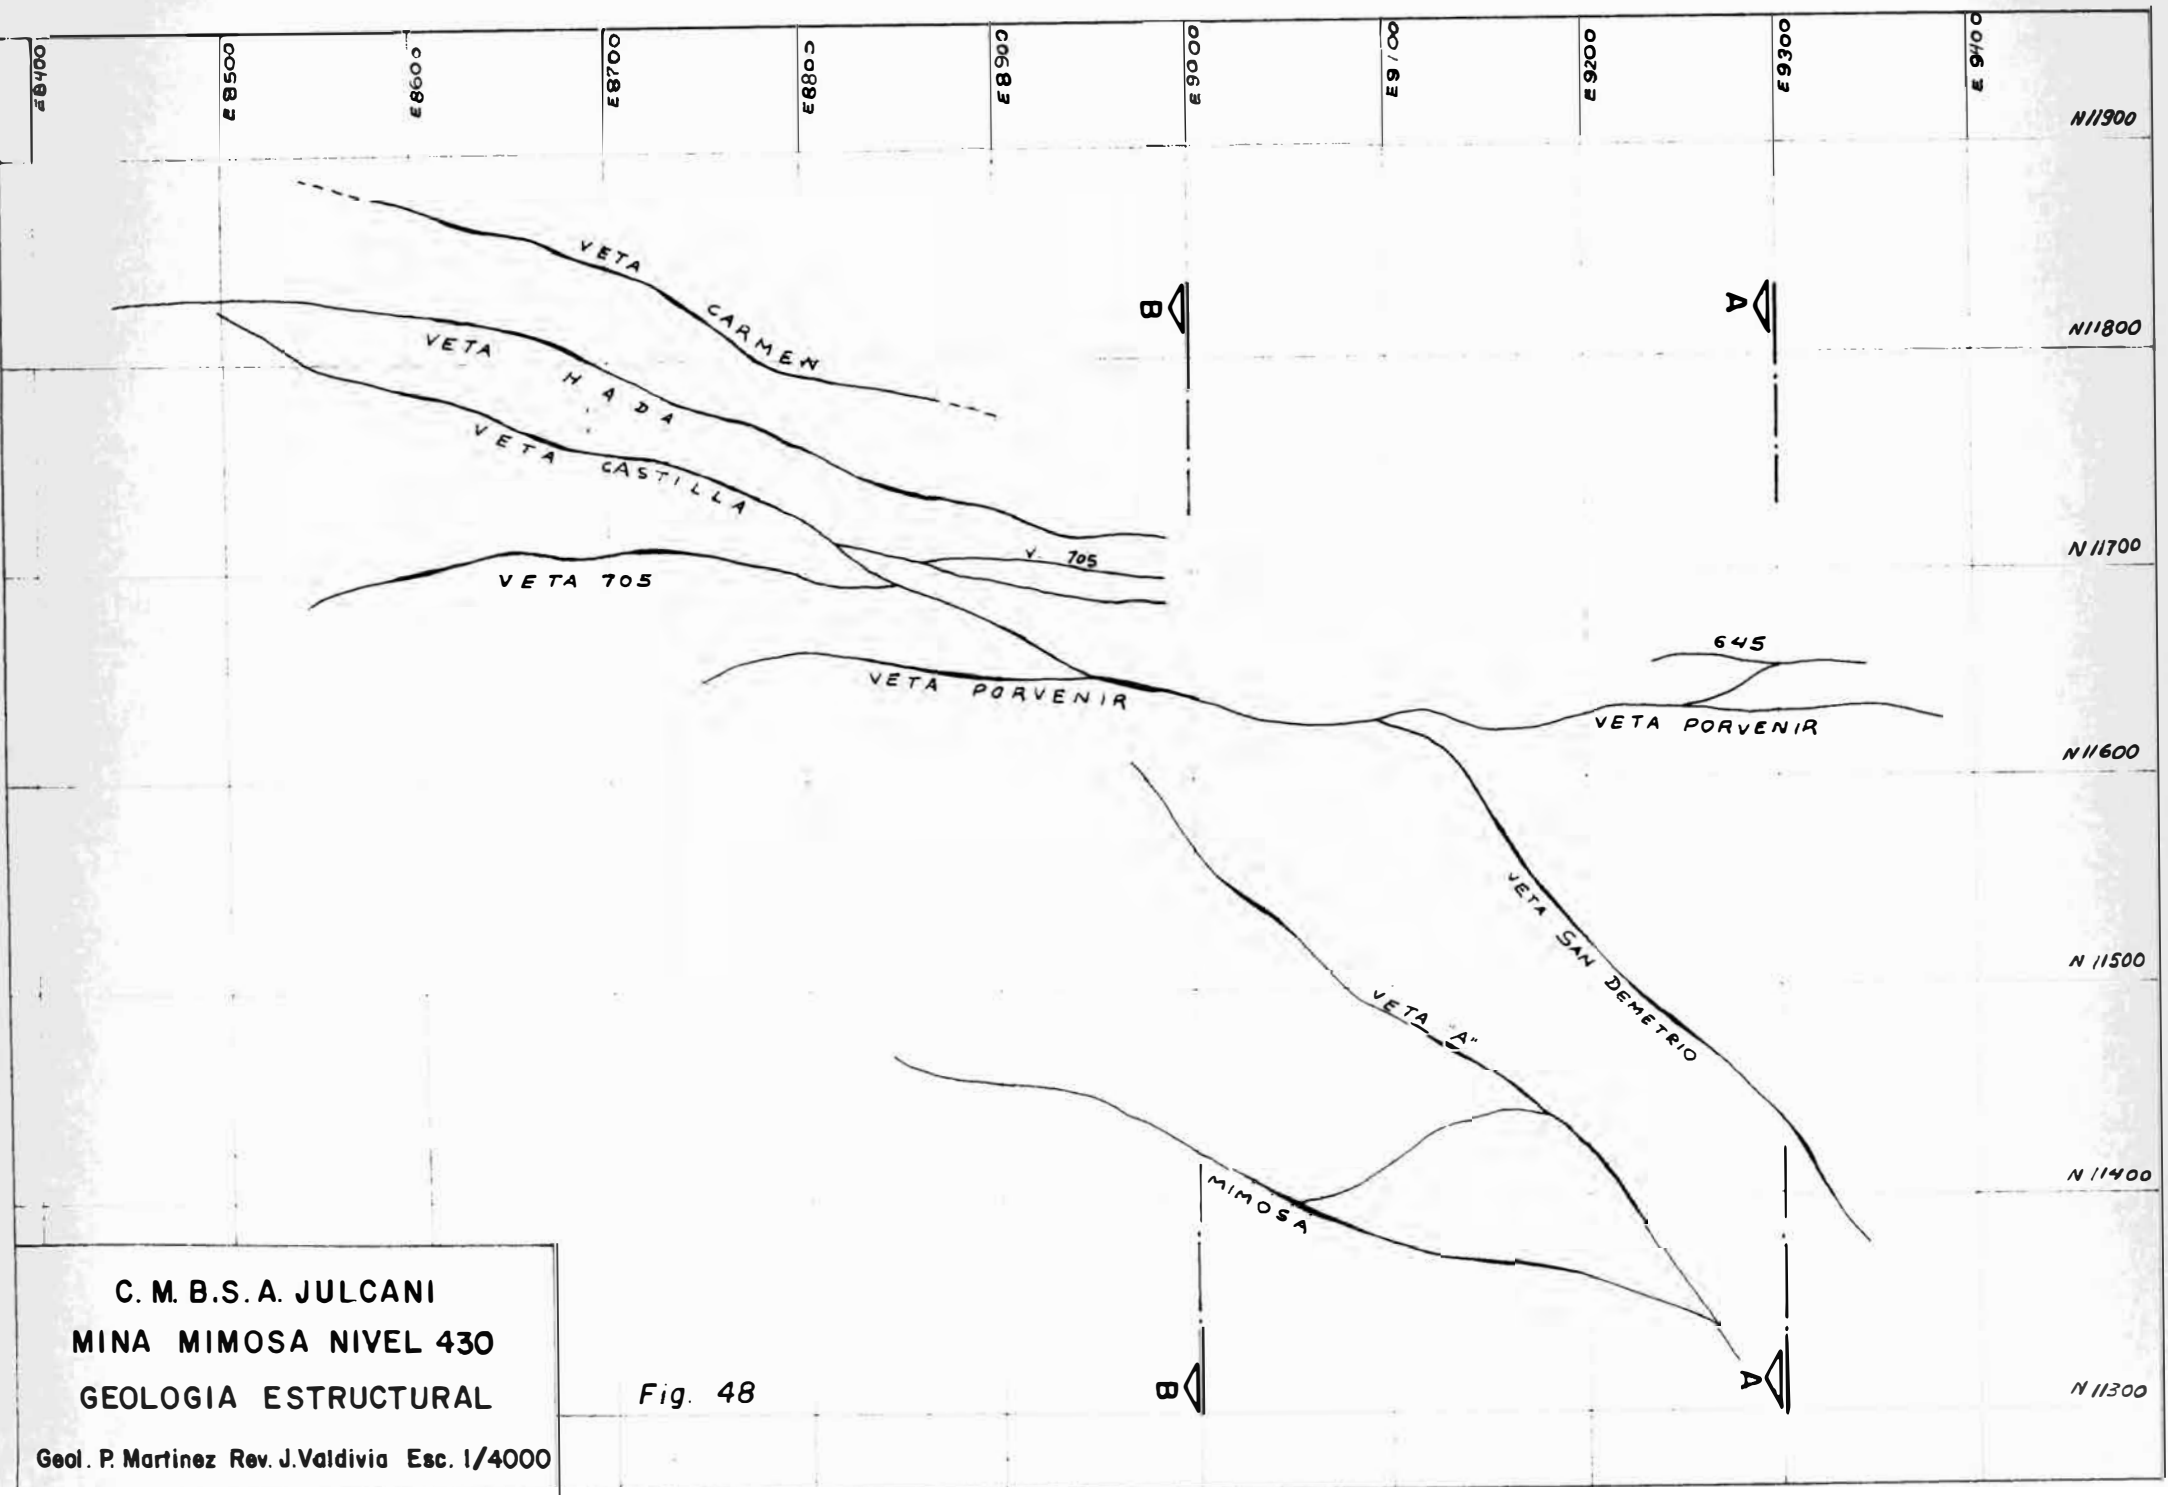 E8400
E8500
E8600
E8700
E8800
E8900
E9000
E9100
E9200
E9300
E9400
N11900
VETA CARMEN
B
A
N11800
VETA HADA
VETA CASTILLA
V. 705
N11700
VETA 705
645
VETA PORVENIR
VETA PORVENIR
N11600
VETA SAN DEMETRIO
N11500
VETA "A"
MIMOSA
N11400
B
A
N11300
C. M. B. S. A. JULCANI
MINA MIMOSA NIVEL 430
GEOLOGIA ESTRUCTURAL
Geol. P. Martinez Rev. J. Valdivia Esc. 1/4000
Fig. 48